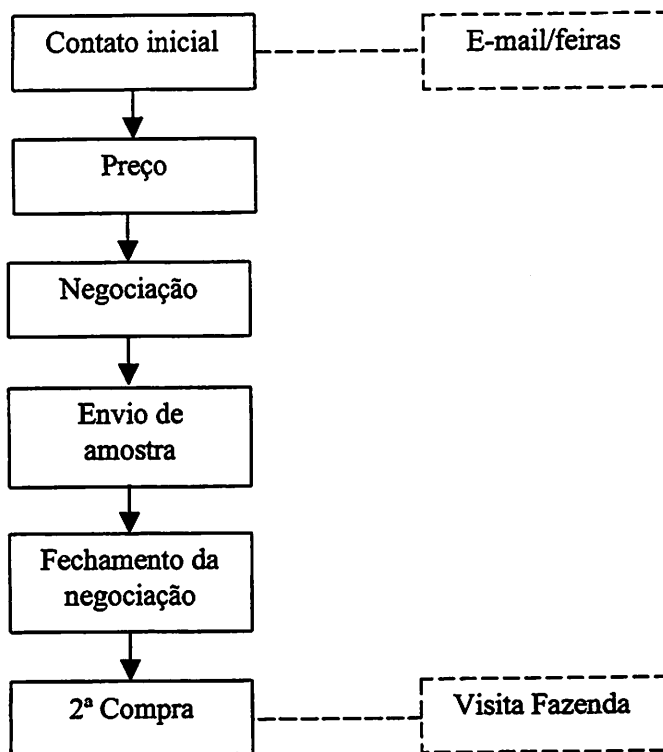 Contato inicial
E-mail/feiras
Preço
Negociação
Envio de
amostra
Fechamento da
negociação
2ª Compra
Visita Fazenda